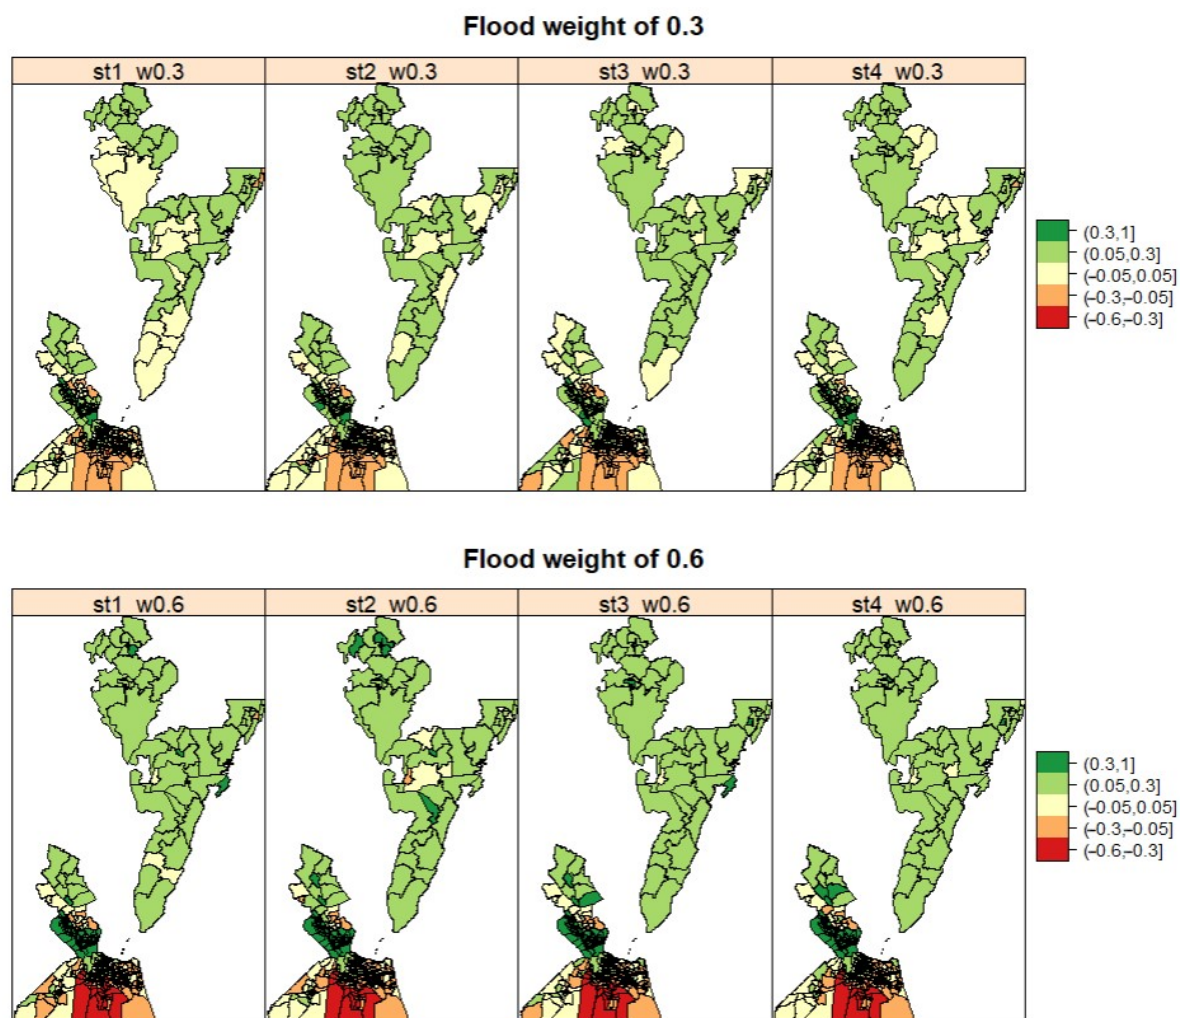 Flood weight of 0.3
st1_w0.3 st2_w0.3 st3_w0.3 st4_w0.3
(0.3,1]
(0.05,0.3]
(−0.05,0.05]
(−0.3,−0.05]
(−0.6,−0.3]
Flood weight of 0.6
st1_w0.6 st2_w0.6 st3_w0.6 st4_w0.6
(0.3,1]
(0.05,0.3]
(−0.05,0.05]
(−0.3,−0.05]
(−0.6,−0.3]